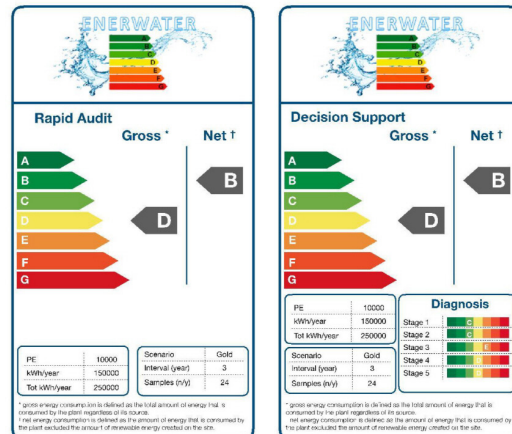 ENERWATER
A
B
C
D
E
F
G
Rapid Audit
Gross * Net †
A
B
C
D
E
F
G
D
B
PE 10000
kWh/year 150000
Tot kWh/year 250000
Scenario Gold
Interval (year) 3
Samples (n/y) 24
* gross energy consumption is defined as the total amount of energy that is
consumed by the plant regardless of its source.
† net energy consumption is defined as the amount of energy that is consumed by
the plant excluded the amount of renewable energy created on the site.
ENERWATER
A
B
C
D
E
F
G
Decision Support
Gross * Net †
A
B
C
D
E
F
G
D
B
PE 10000
kWh/year 150000
Tot kWh/year 250000
Scenario Gold
Interval (year) 3
Samples (n/y) 24
Diagnosis
Stage 1 C
Stage 2 C
Stage 3 E
Stage 4
Stage 5
* gross energy consumption is defined as the total amount of energy that is
consumed by the plant regardless of its source.
net energy consumption is defined as the amount of energy that is consumed by
the plant excluded the amount of renewable energy created on the site.